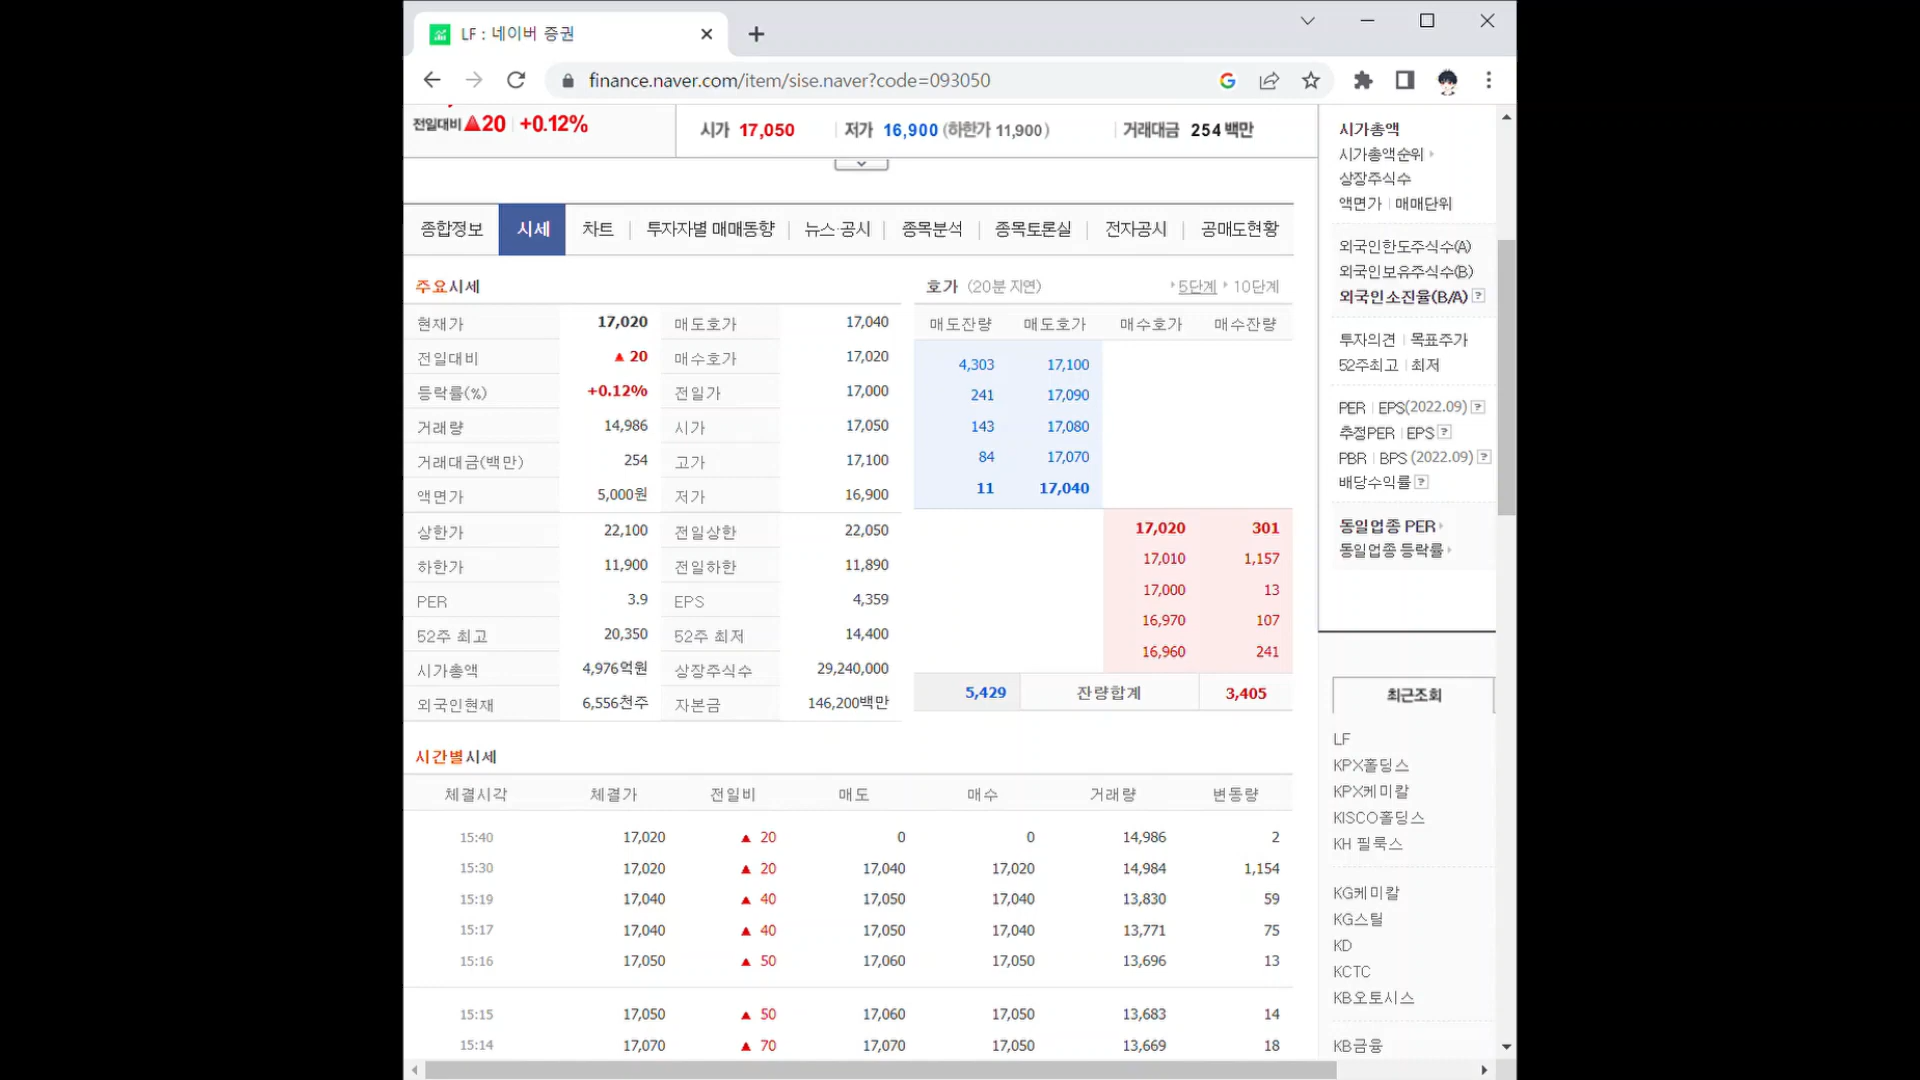 LF : 네이버 증권
finance.naver.com/item/sise.naver?code=093050
전일대비 ▲20 +0.12%
시가 17,050 저가 16,900 (하한가 11,900) 거래대금 254 백만
종합정보 시세 차트 투자자별 매매동향 뉴스·공시 종목분석 종목토론실 전자공시 공매도현황
주요시세
현재가 17,020 매도호가 17,040
전일대비 ▲ 20 매수호가 17,020
등락률(%) +0.12% 전일가 17,000
거래량 14,986 시가 17,050
거래대금(백만) 254 고가 17,100
액면가 5,000원 저가 16,900
상한가 22,100 전일상한 22,050
하한가 11,900 전일하한 11,890
PER 3.9 EPS 4,359
52주 최고 20,350 52주 최저 14,400
시가총액 4,976억원 상장주식수 29,240,000
외국인현재 6,556천주 자본금 146,200백만
호가 (20분 지연) 5단계 10단계
매도잔량 매도호가 매수호가 매수잔량
4,303 17,100
241 17,090
143 17,080
84 17,070
11 17,040
17,020 301
17,010 1,157
17,000 13
16,970 107
16,960 241
5,429 잔량합계 3,405
시간별시세
체결시각 체결가 전일비 매도 매수 거래량 변동량
15:40 17,020 ▲ 20 0 0 14,986 2
15:30 17,020 ▲ 20 17,040 17,020 14,984 1,154
15:19 17,040 ▲ 40 17,050 17,040 13,830 59
15:17 17,040 ▲ 40 17,050 17,040 13,771 75
15:16 17,050 ▲ 50 17,060 17,050 13,696 13
15:15 17,050 ▲ 50 17,060 17,050 13,683 14
15:14 17,070 ▲ 70 17,070 17,050 13,669 18
시가총액
시가총액순위
상장주식수
액면가 매매단위
외국인한도주식수(A)
외국인보유주식수(B)
외국인소진율(B/A) ?
투자의견 목표주가
52주최고 최저
PER EPS(2022.09) ?
추정PER EPS ?
PBR BPS (2022.09) ?
배당수익률 ?
동일업종 PER
동일업종 등락률
최근조회
LF
KPX홀딩스
KPX케미칼
KISCO홀딩스
KH 필룩스
KG케미칼
KG스틸
KD
KCTC
KB오토시스
KB금융